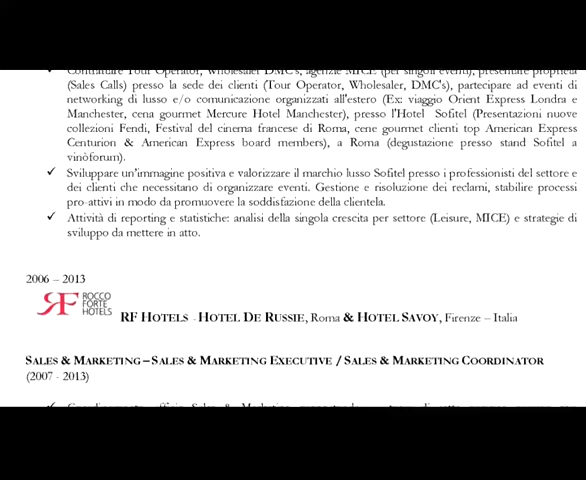 Contrattare Tour Operator, Wholesaler DMC's, agenzie MICE (per singoli eventi), presentare proprietà
(Sales Calls) presso la sede dei clienti (Tour Operator, Wholesaler, DMC's), partecipare ad eventi di
networking di lusso e/o comunicazione organizzati all'estero (Ex: viaggio Orient Express Londra e
Manchester, cena gourmet Mercure Hotel Manchester), presso l'Hotel Sofitel (Presentazioni nuove
collezioni Fendi, Festival del cinema francese di Roma, cene gourmet clienti top American Express
Centurion & American Express board members), a Roma (degustazione presso stand Sofitel a
vinòforum).
✓ Sviluppare un'immagine positiva e valorizzare il marchio lusso Sofitel presso i professionisti del settore e
dei clienti che necessitano di organizzare eventi. Gestione e risoluzione dei reclami, stabilire processi
pro-attivi in modo da promuovere la soddisfazione della clientela.
✓ Attività di reporting e statistiche: analisi della singola crescita per settore (Leisure, MICE) e strategie di
sviluppo da mettere in atto.
2006 – 2013
RF ROCCO
FORTE
HOTELS
RF HOTELS - HOTEL DE RUSSIE, Roma & HOTEL SAVOY, Firenze – Italia
SALES & MARKETING – SALES & MARKETING EXECUTIVE / SALES & MARKETING COORDINATOR
(2007 - 2013)